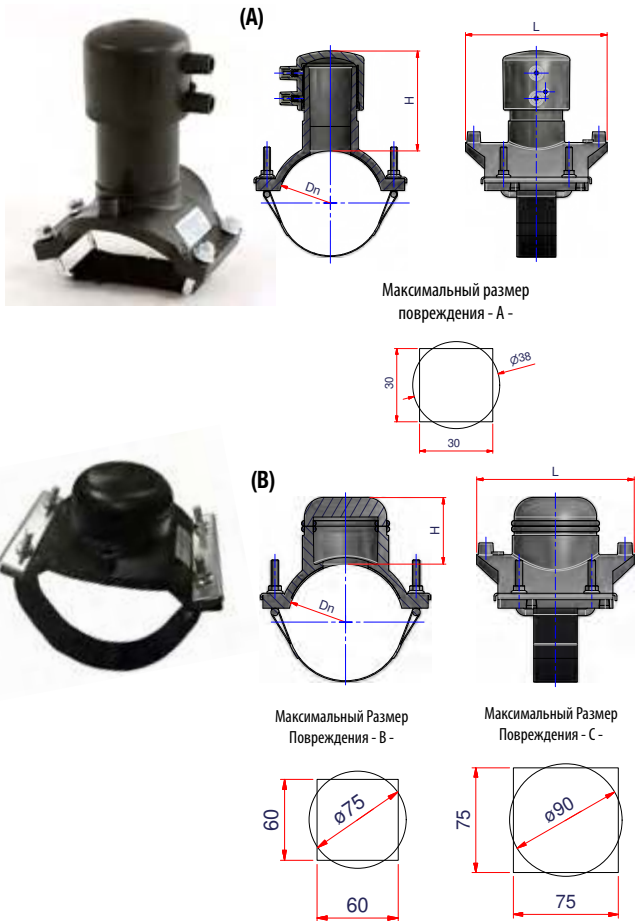 (A)
L
H
Dn
Максимальный размер
повреждения - A -
30
Ø38
30
(B)
L
H
Dn
Максимальный Размер
Повреждения - B -
Максимальный Размер
Повреждения - C -
60
ø75
60
75
ø90
75